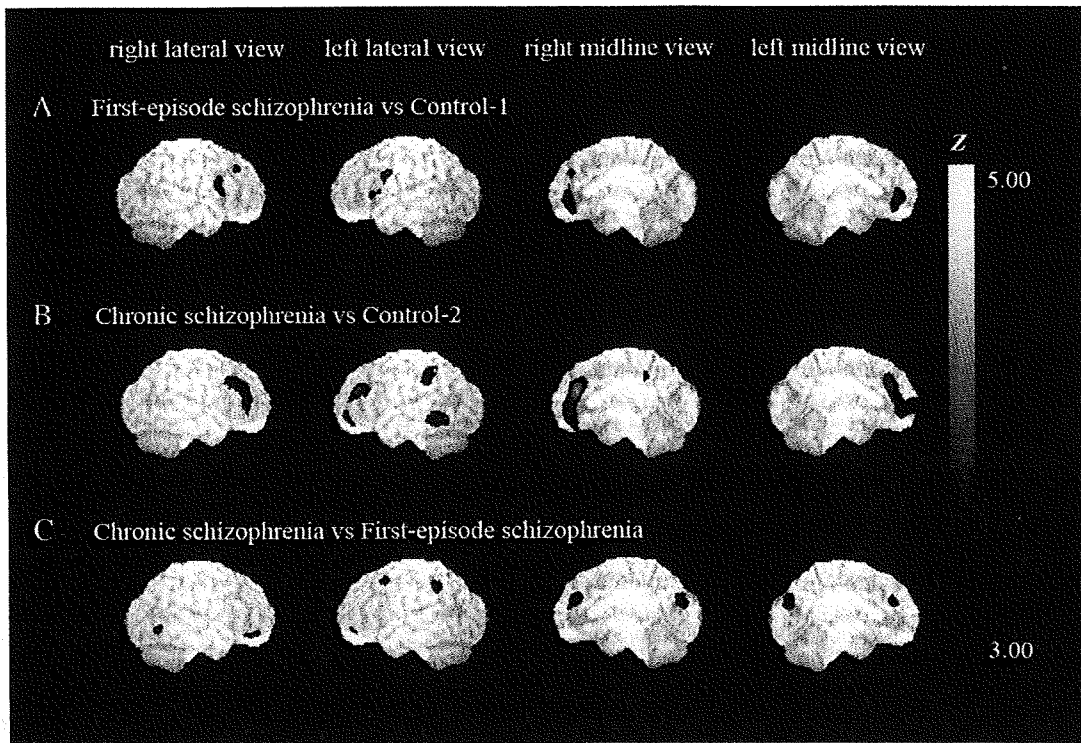 right lateral view left lateral view right midline view left midline view
A First-episode schizophrenia vs Control-1
Z
5.00
B Chronic schizophrenia vs Control-2
C Chronic schizophrenia vs First-episode schizophrenia
3.00